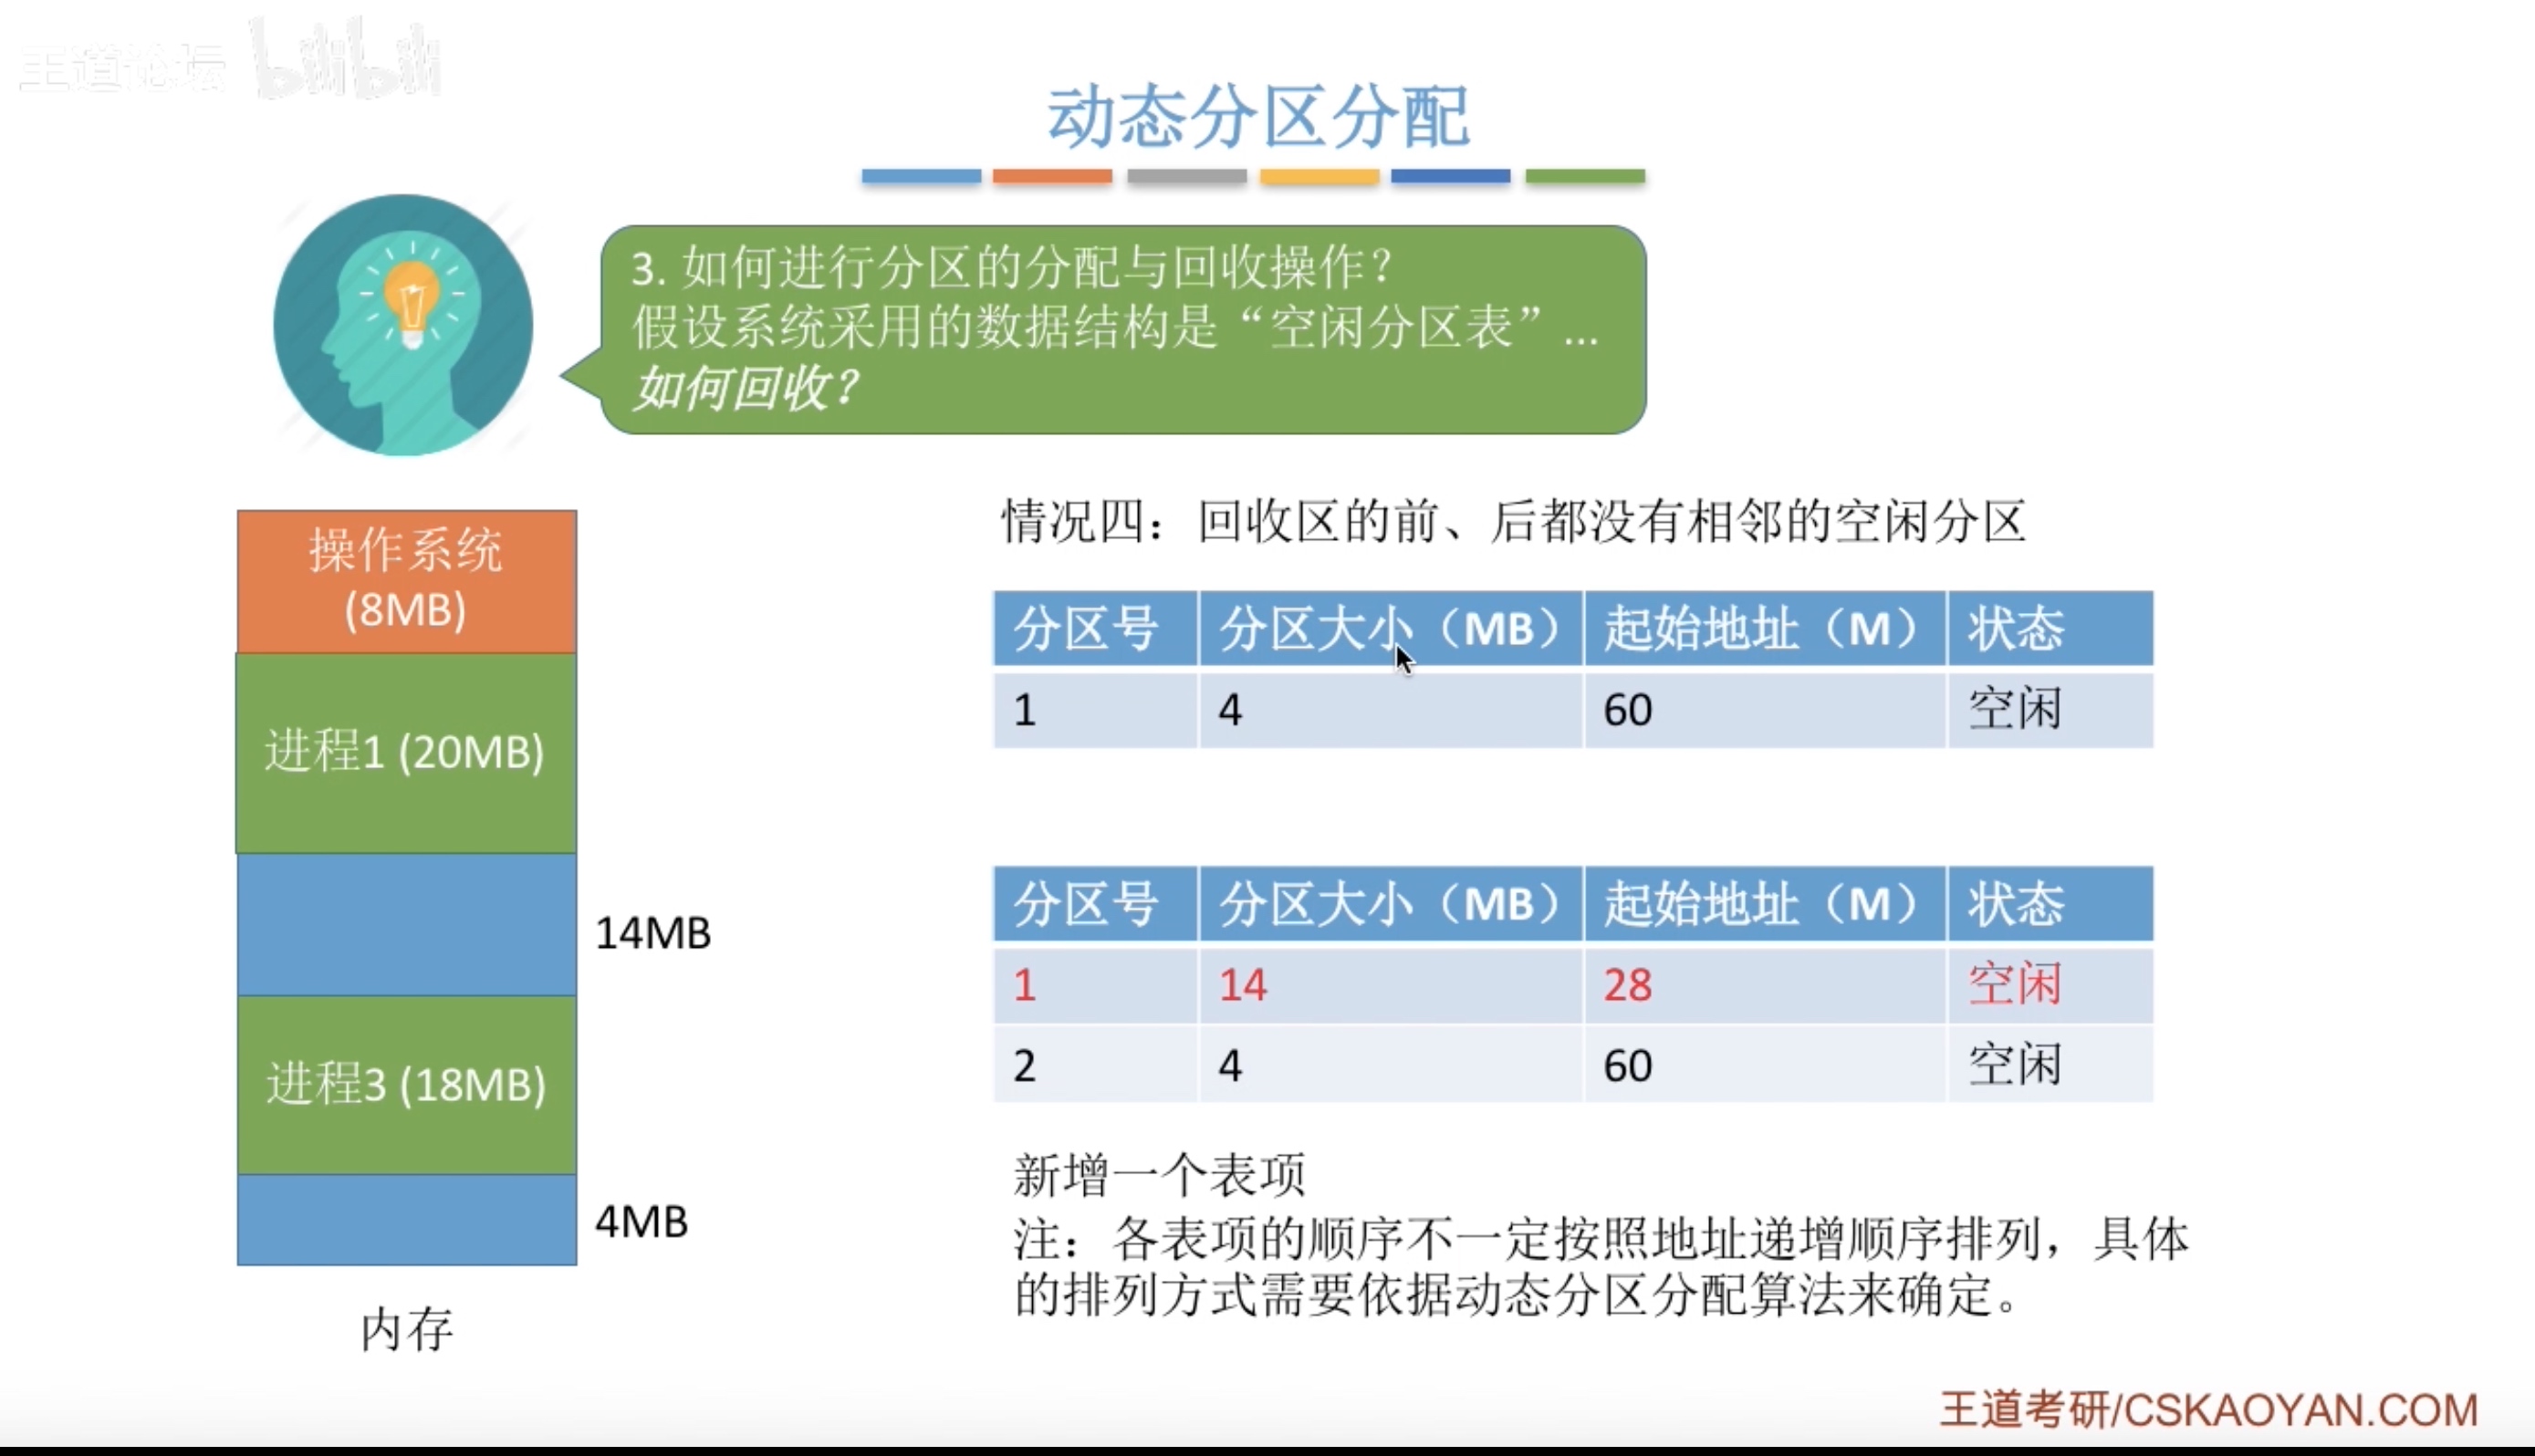 王道论坛 bilibili
动态分区分配
3. 如何进行分区的分配与回收操作？
假设系统采用的数据结构是“空闲分区表”...
如何回收？
操作系统
(8MB)
进程1 (20MB)
14MB
进程3 (18MB)
4MB
内存
情况四：回收区的前、后都没有相邻的空闲分区
分区号 分区大小（MB） 起始地址（M） 状态
1 4 60 空闲
分区号 分区大小（MB） 起始地址（M） 状态
1 14 28 空闲
2 4 60 空闲
新增一个表项
注：各表项的顺序不一定按照地址递增顺序排列，具体
的排列方式需要依据动态分区分配算法来确定。
王道考研/CSKAOYAN.COM